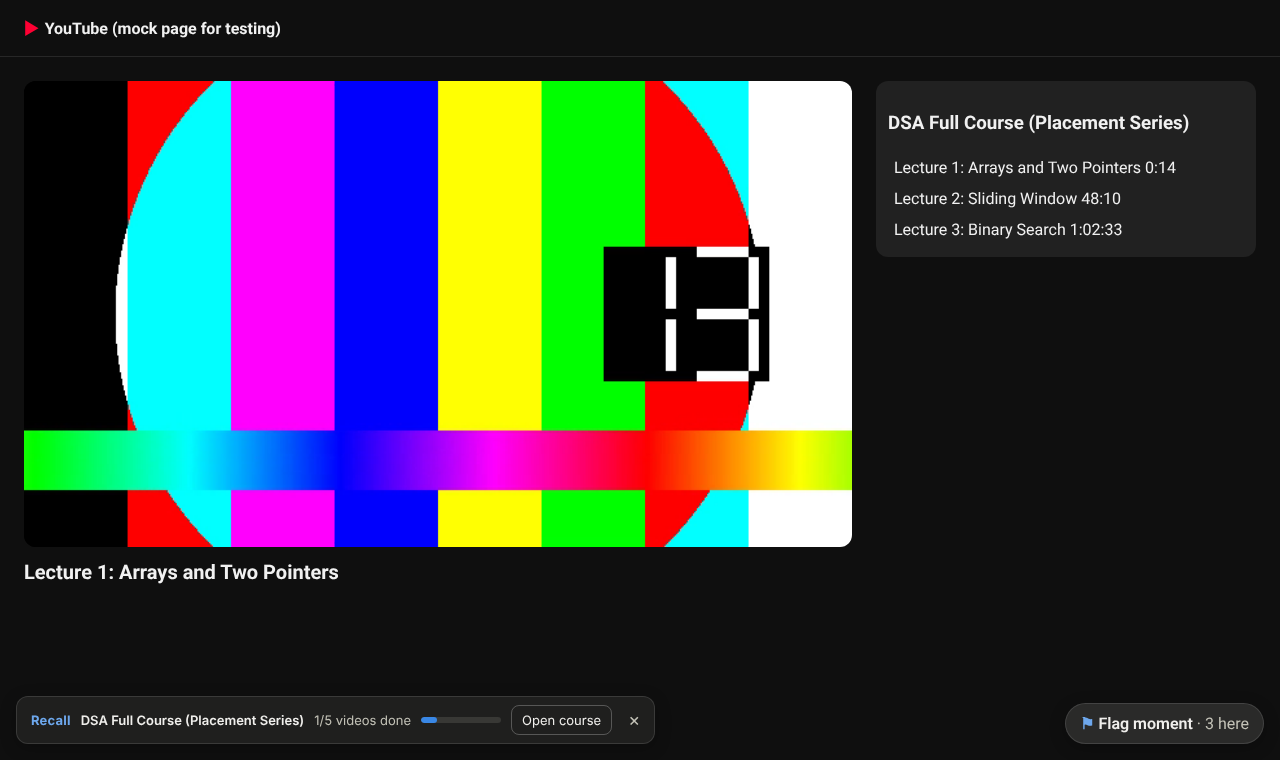 YouTube (mock page for testing)
13
Lecture 1: Arrays and Two Pointers
DSA Full Course (Placement Series)
Lecture 1: Arrays and Two Pointers 0:14
Lecture 2: Sliding Window 48:10
Lecture 3: Binary Search 1:02:33
Recall DSA Full Course (Placement Series) 1/5 videos done Open course ✕
Flag moment · 3 here